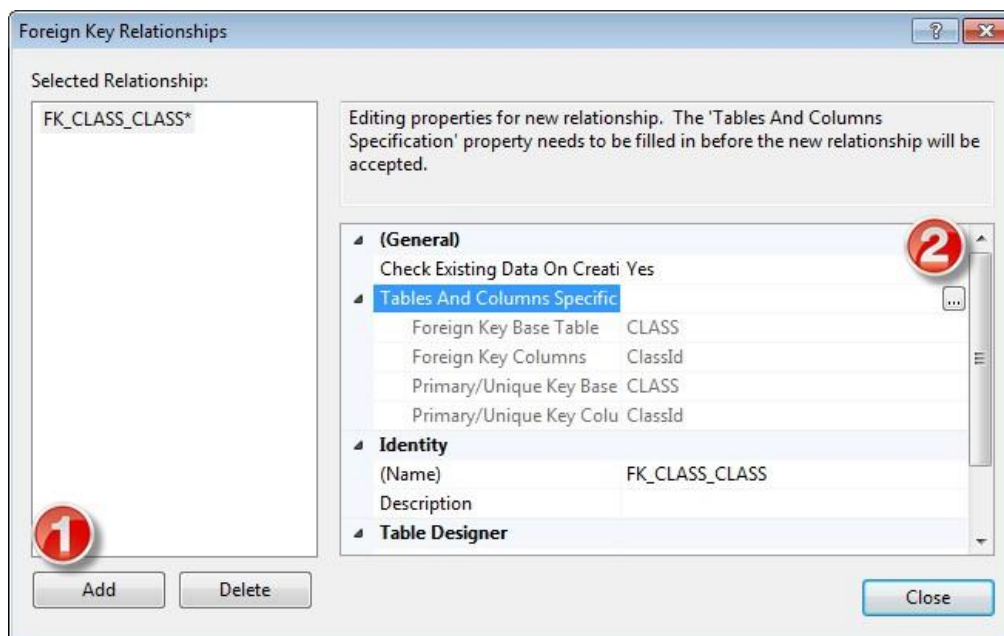 Foreign Key Relationships
Selected Relationship:
FK_CLASS_CLASS*
Editing properties for new relationship. The 'Tables And Columns
Specification' property needs to be filled in before the new relationship will be
accepted.
(General)
2
Check Existing Data On Creati Yes
Tables And Columns Specific
...
Foreign Key Base Table CLASS
Foreign Key Columns ClassId
Primary/Unique Key Base CLASS
Primary/Unique Key Colu ClassId
Identity
(Name) FK_CLASS_CLASS
Description
Table Designer
1
Add Delete
Close